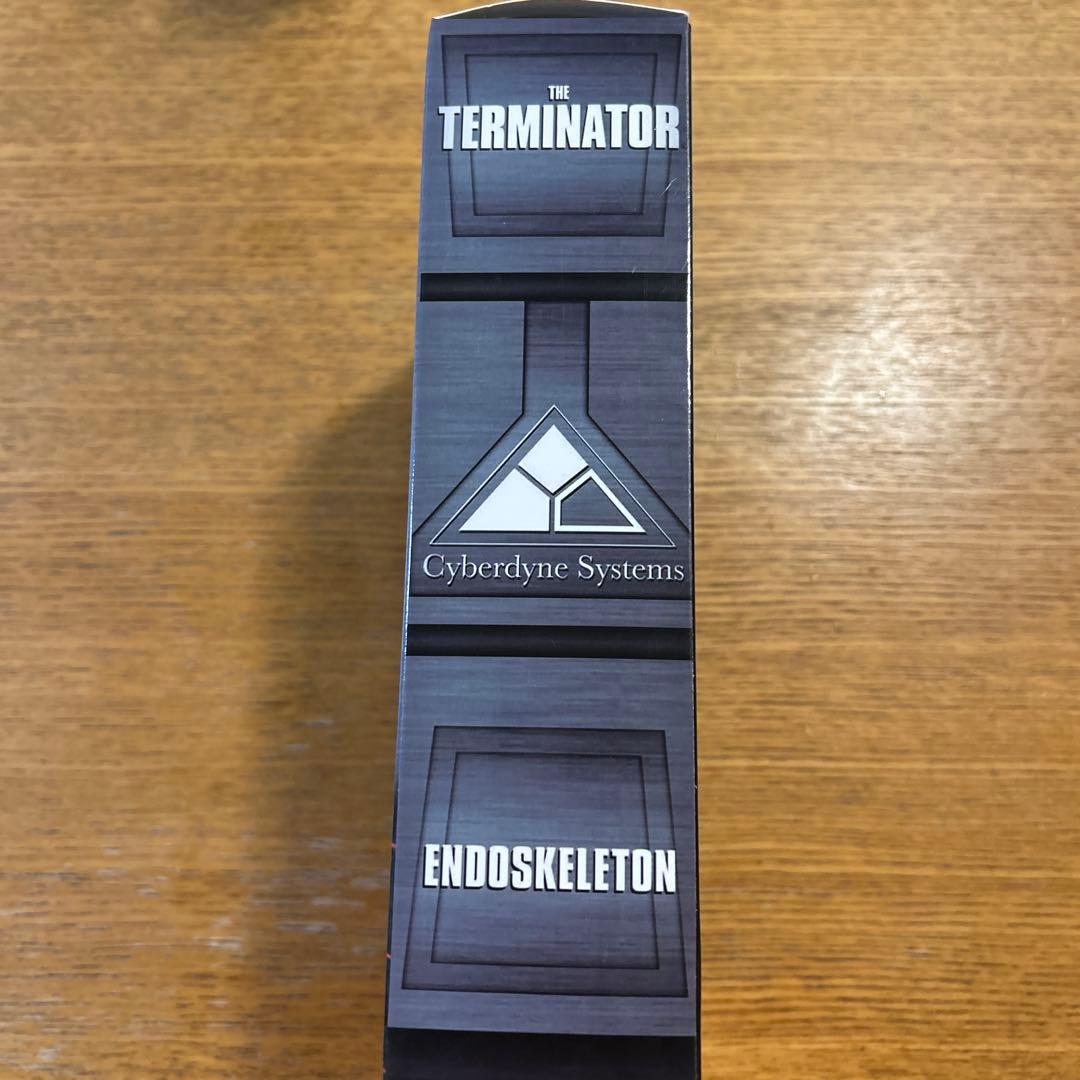 THE
TERMINATOR
Cyberdyne Systems
ENDOSKELETON